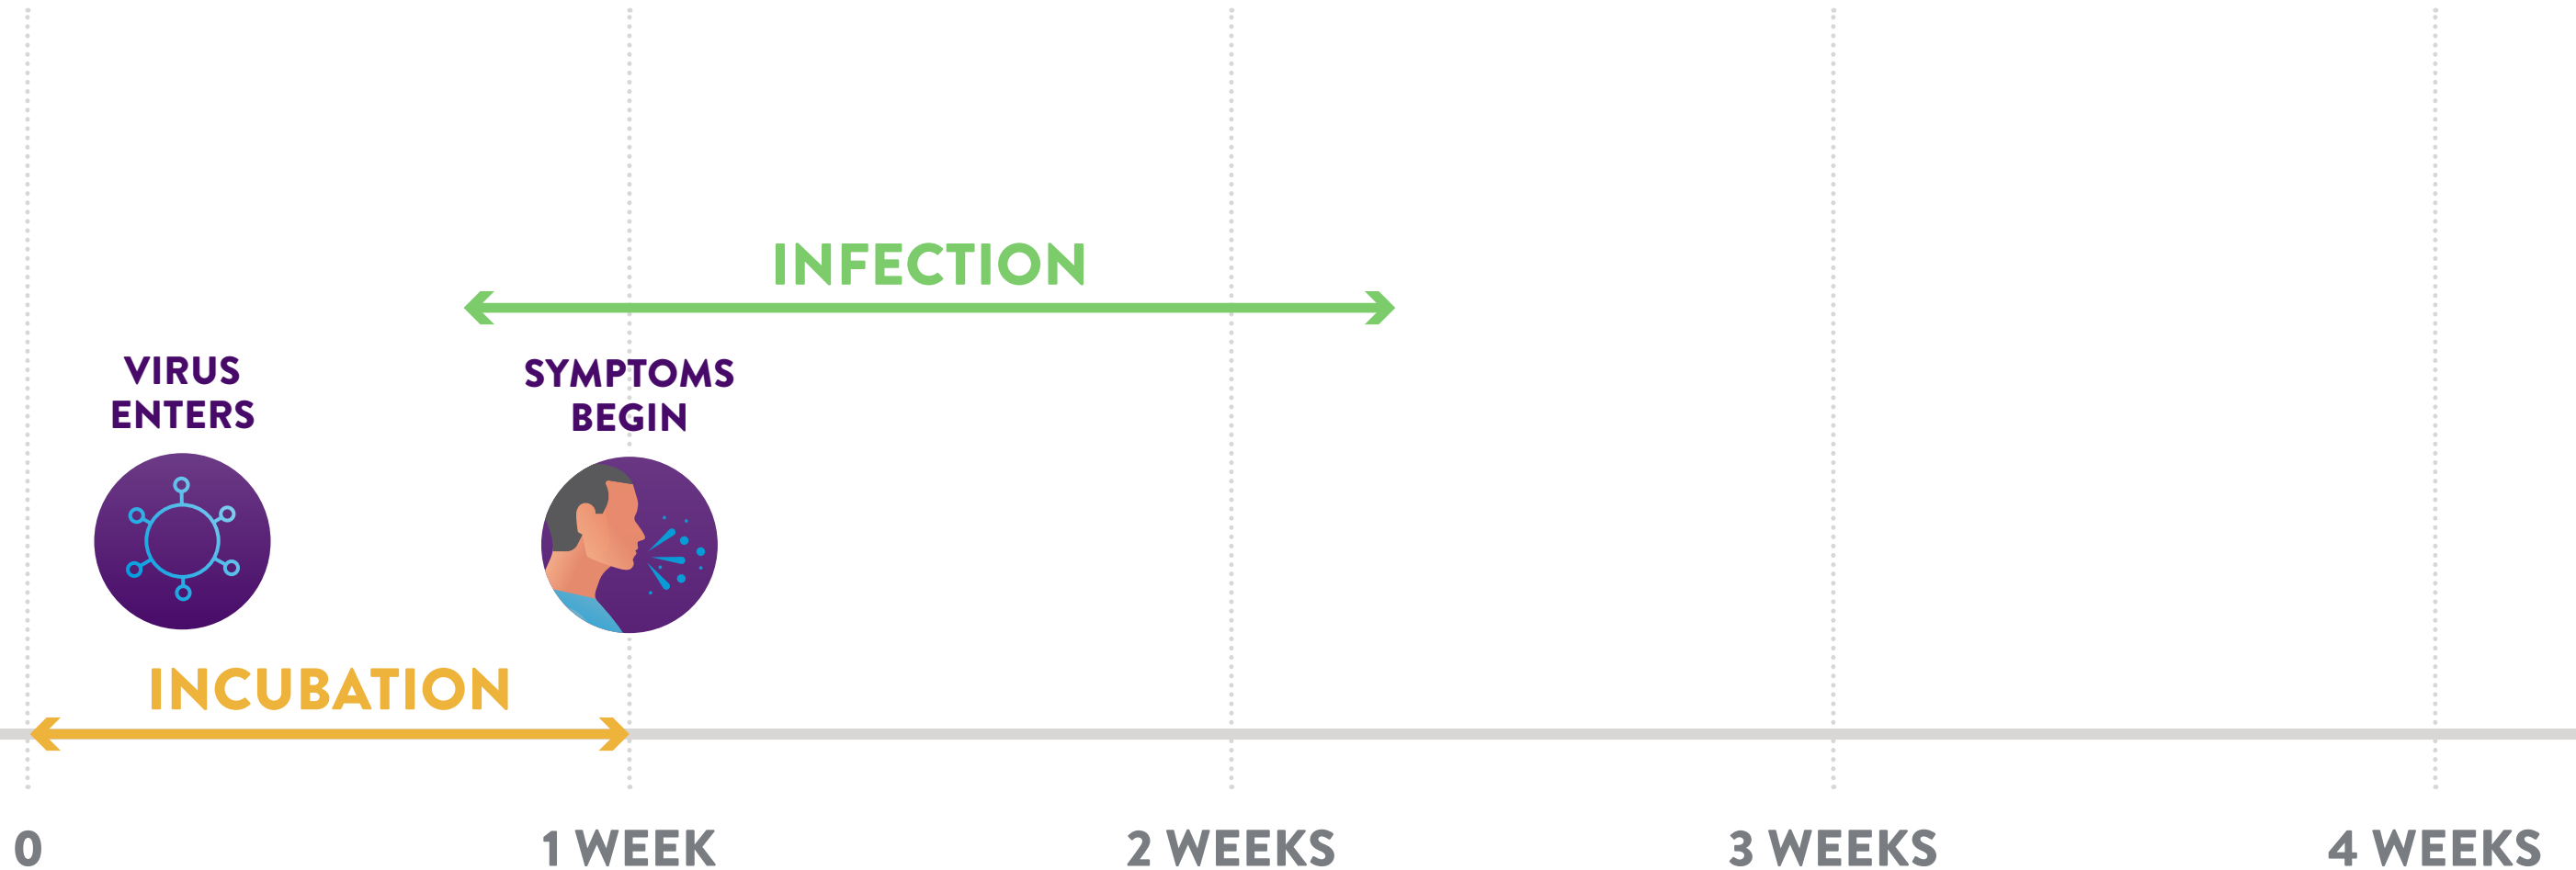 INFECTION
VIRUS
ENTERS
SYMPTOMS
BEGIN
INCUBATION
0
1 WEEK
2 WEEKS
3 WEEKS
4 WEEKS